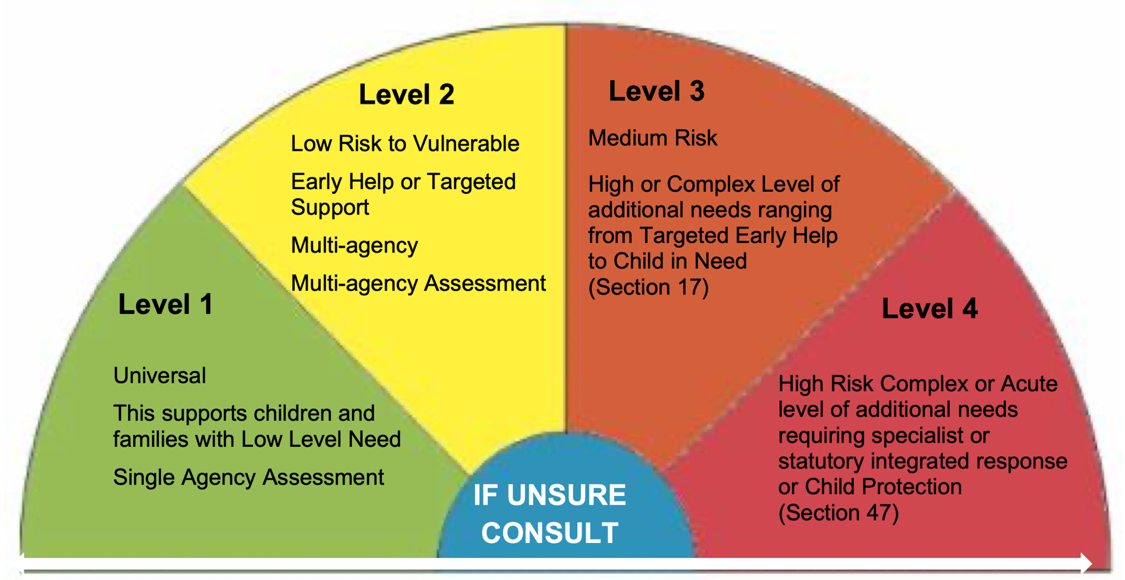 Level 1
Universal
This supports children and
families with Low Level Need
Single Agency Assessment
Level 2
Low Risk to Vulnerable
Early Help or Targeted
Support
Multi-agency
Multi-agency Assessment
Level 3
Medium Risk
High or Complex Level of
additional needs ranging
from Targeted Early Help
to Child in Need
(Section 17)
Level 4
High Risk Complex or Acute
level of additional needs
requiring specialist or
statutory integrated response
or Child Protection
(Section 47)
IF UNSURE
CONSULT